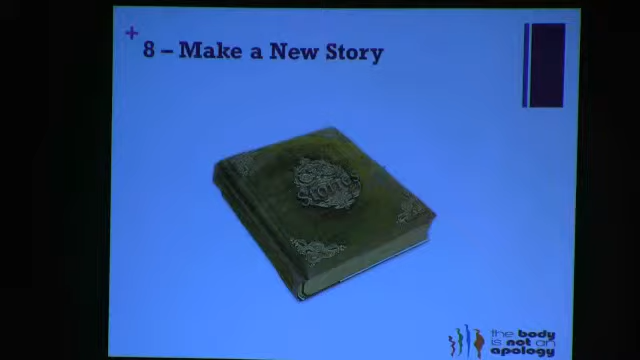 +
8 – Make a New Story
Stories
the body
is not an
apology